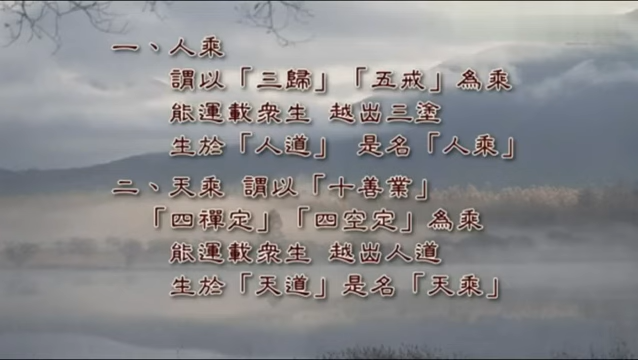 一、人乘
謂以「三歸」「五戒」為乘
能運載衆生 越出三塗
生於「人道」 是名「人乘」
二、天乘 謂以「十善業」
「四禪定」「四空定」為乘
能運載衆生 越出人道
生於「天道」是名「天乘」